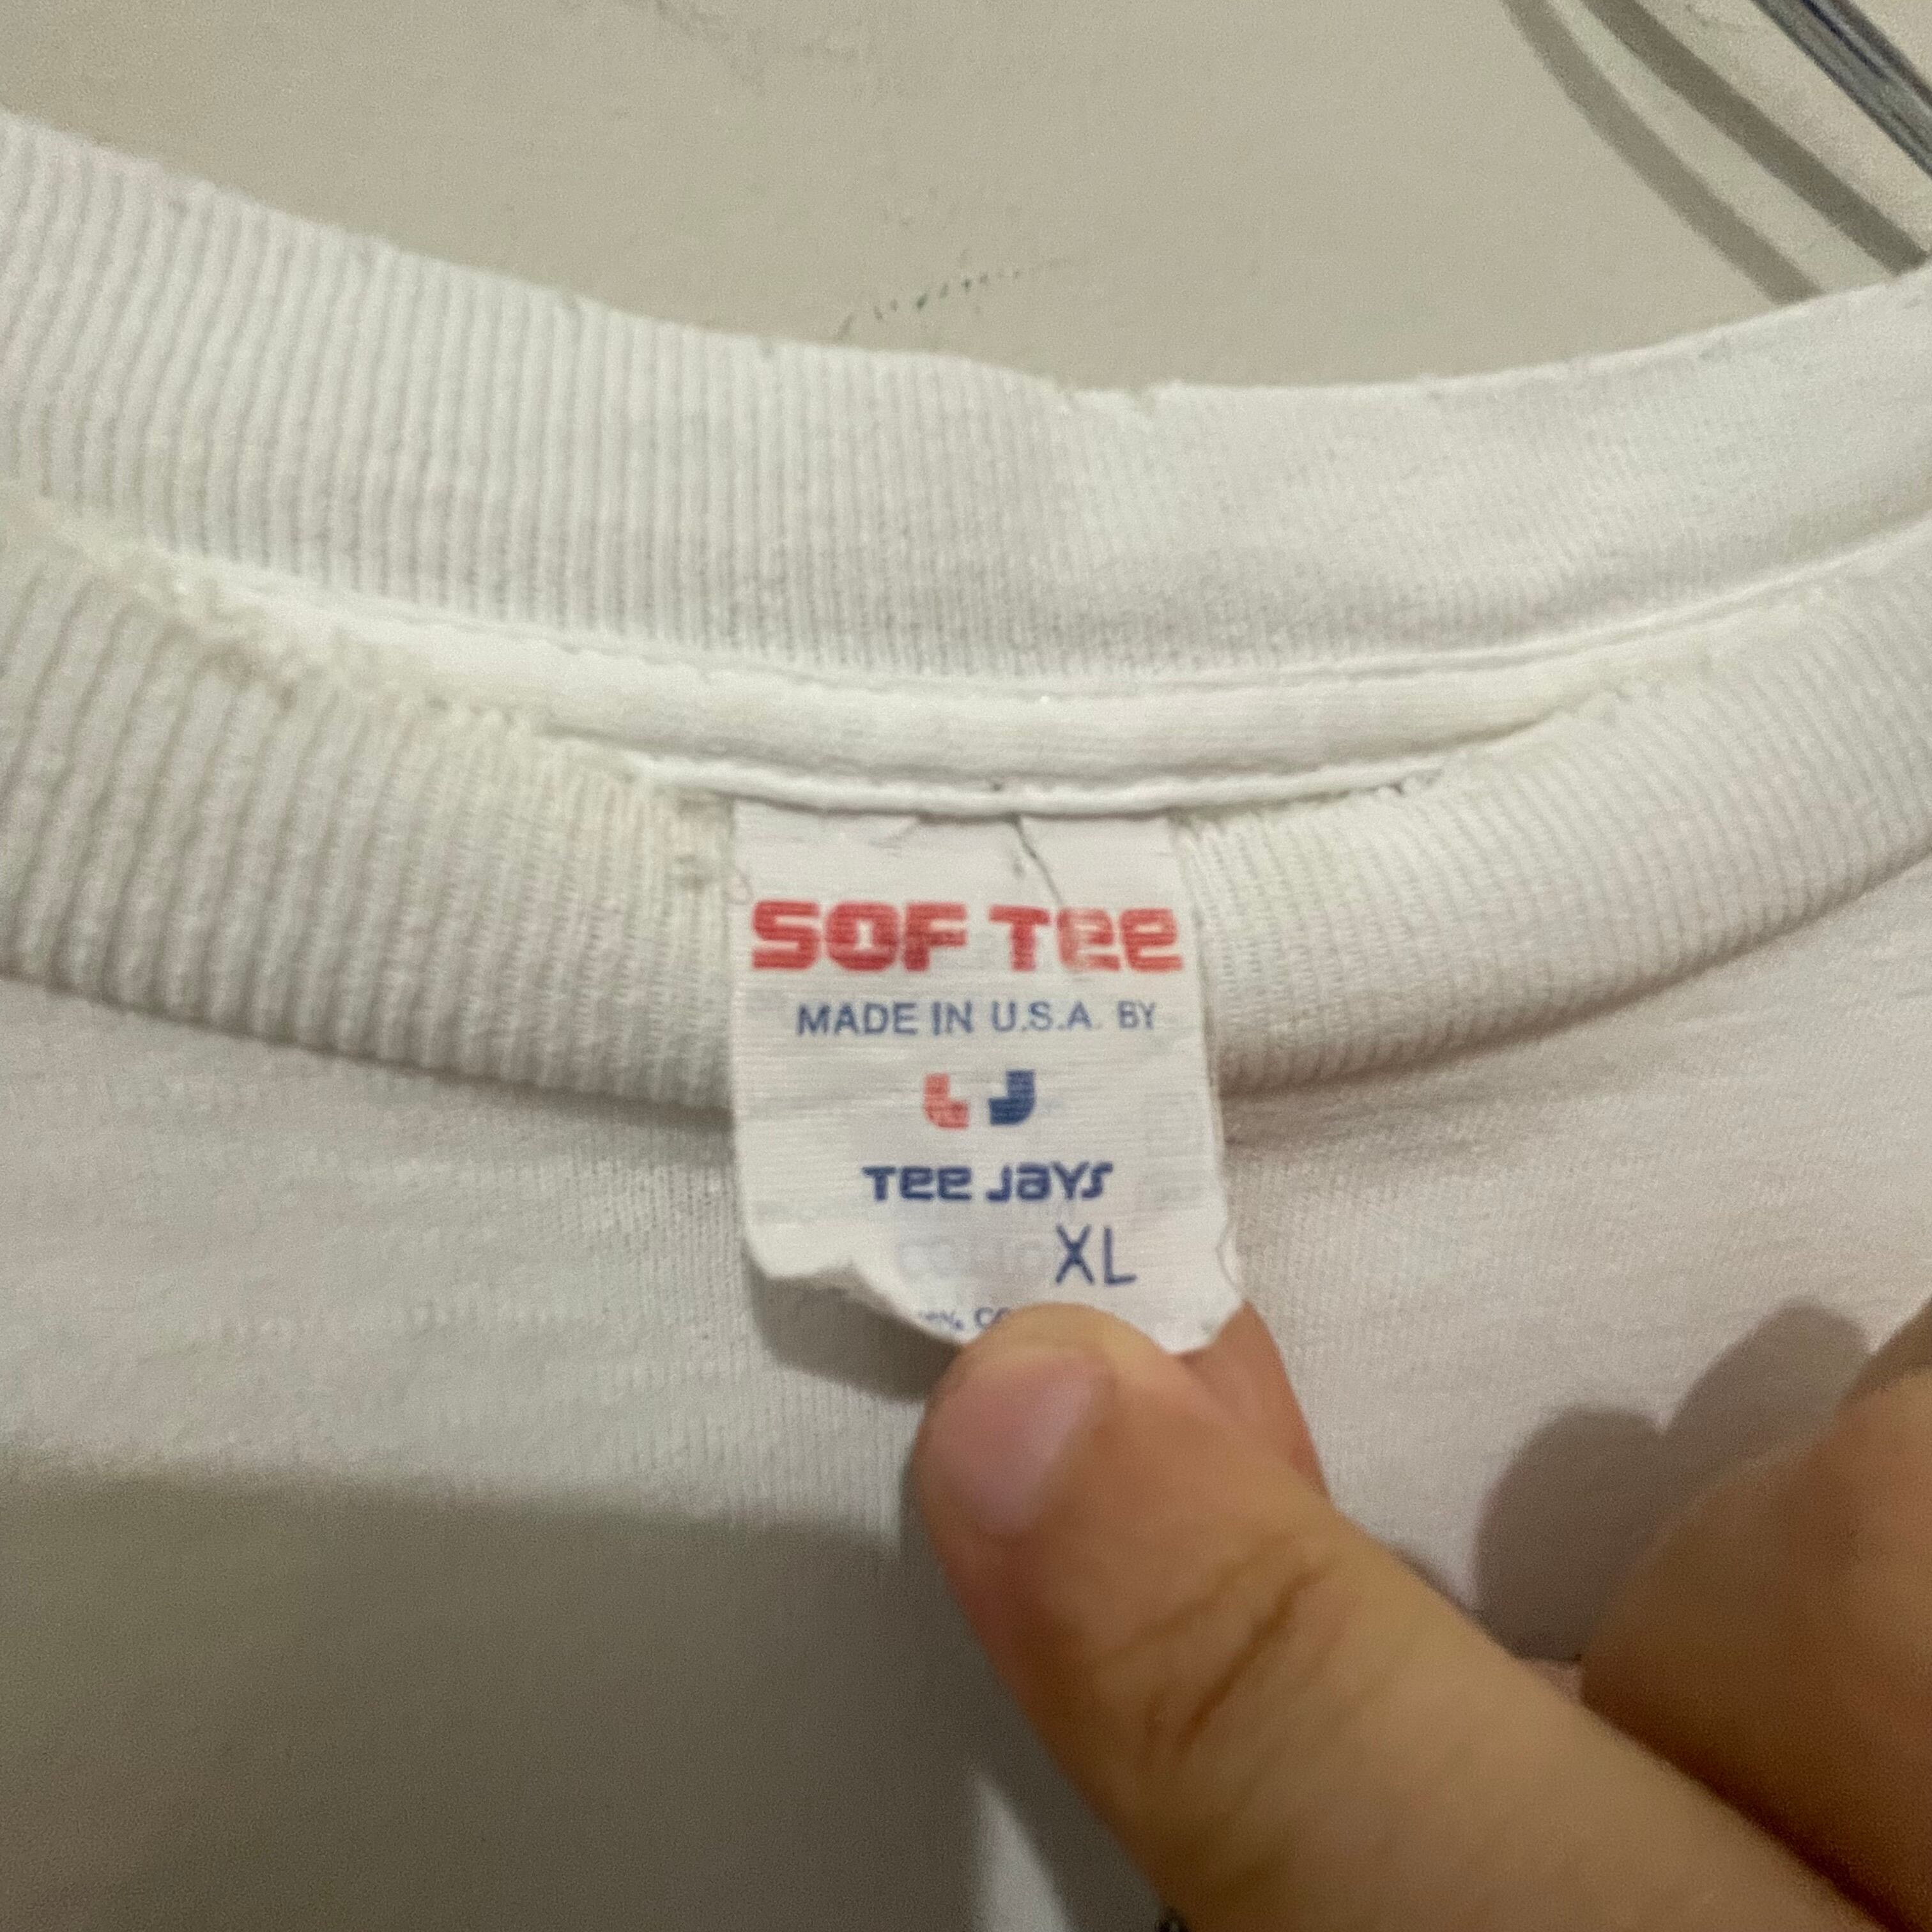 SOF TEE
MADE IN U.S.A. BY
TEE JAYS
XL